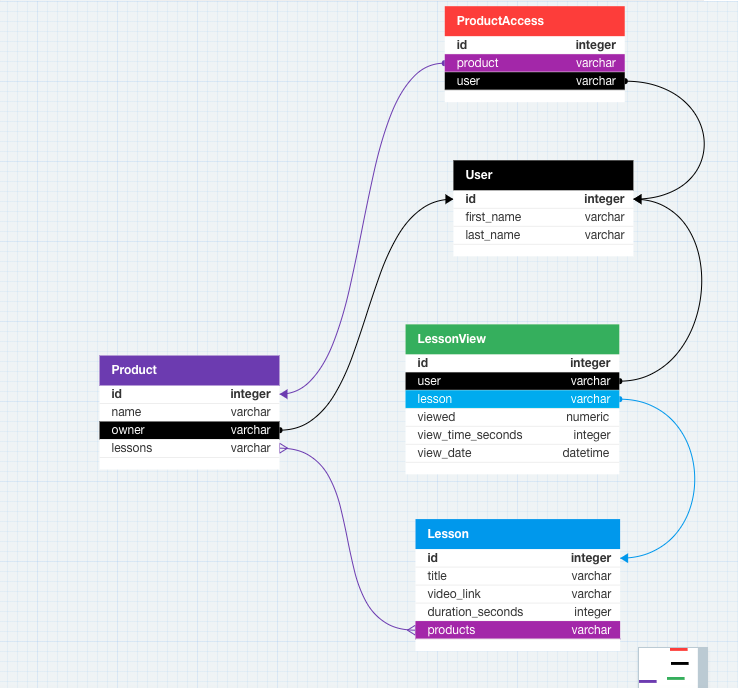 ProductAccess
id integer
product varchar
user varchar
User
id integer
first_name varchar
last_name varchar
LessonView
id integer
user varchar
lesson varchar
viewed numeric
view_time_seconds integer
view_date datetime
Product
id integer
name varchar
owner varchar
lessons varchar
Lesson
id integer
title varchar
video_link varchar
duration_seconds integer
products varchar